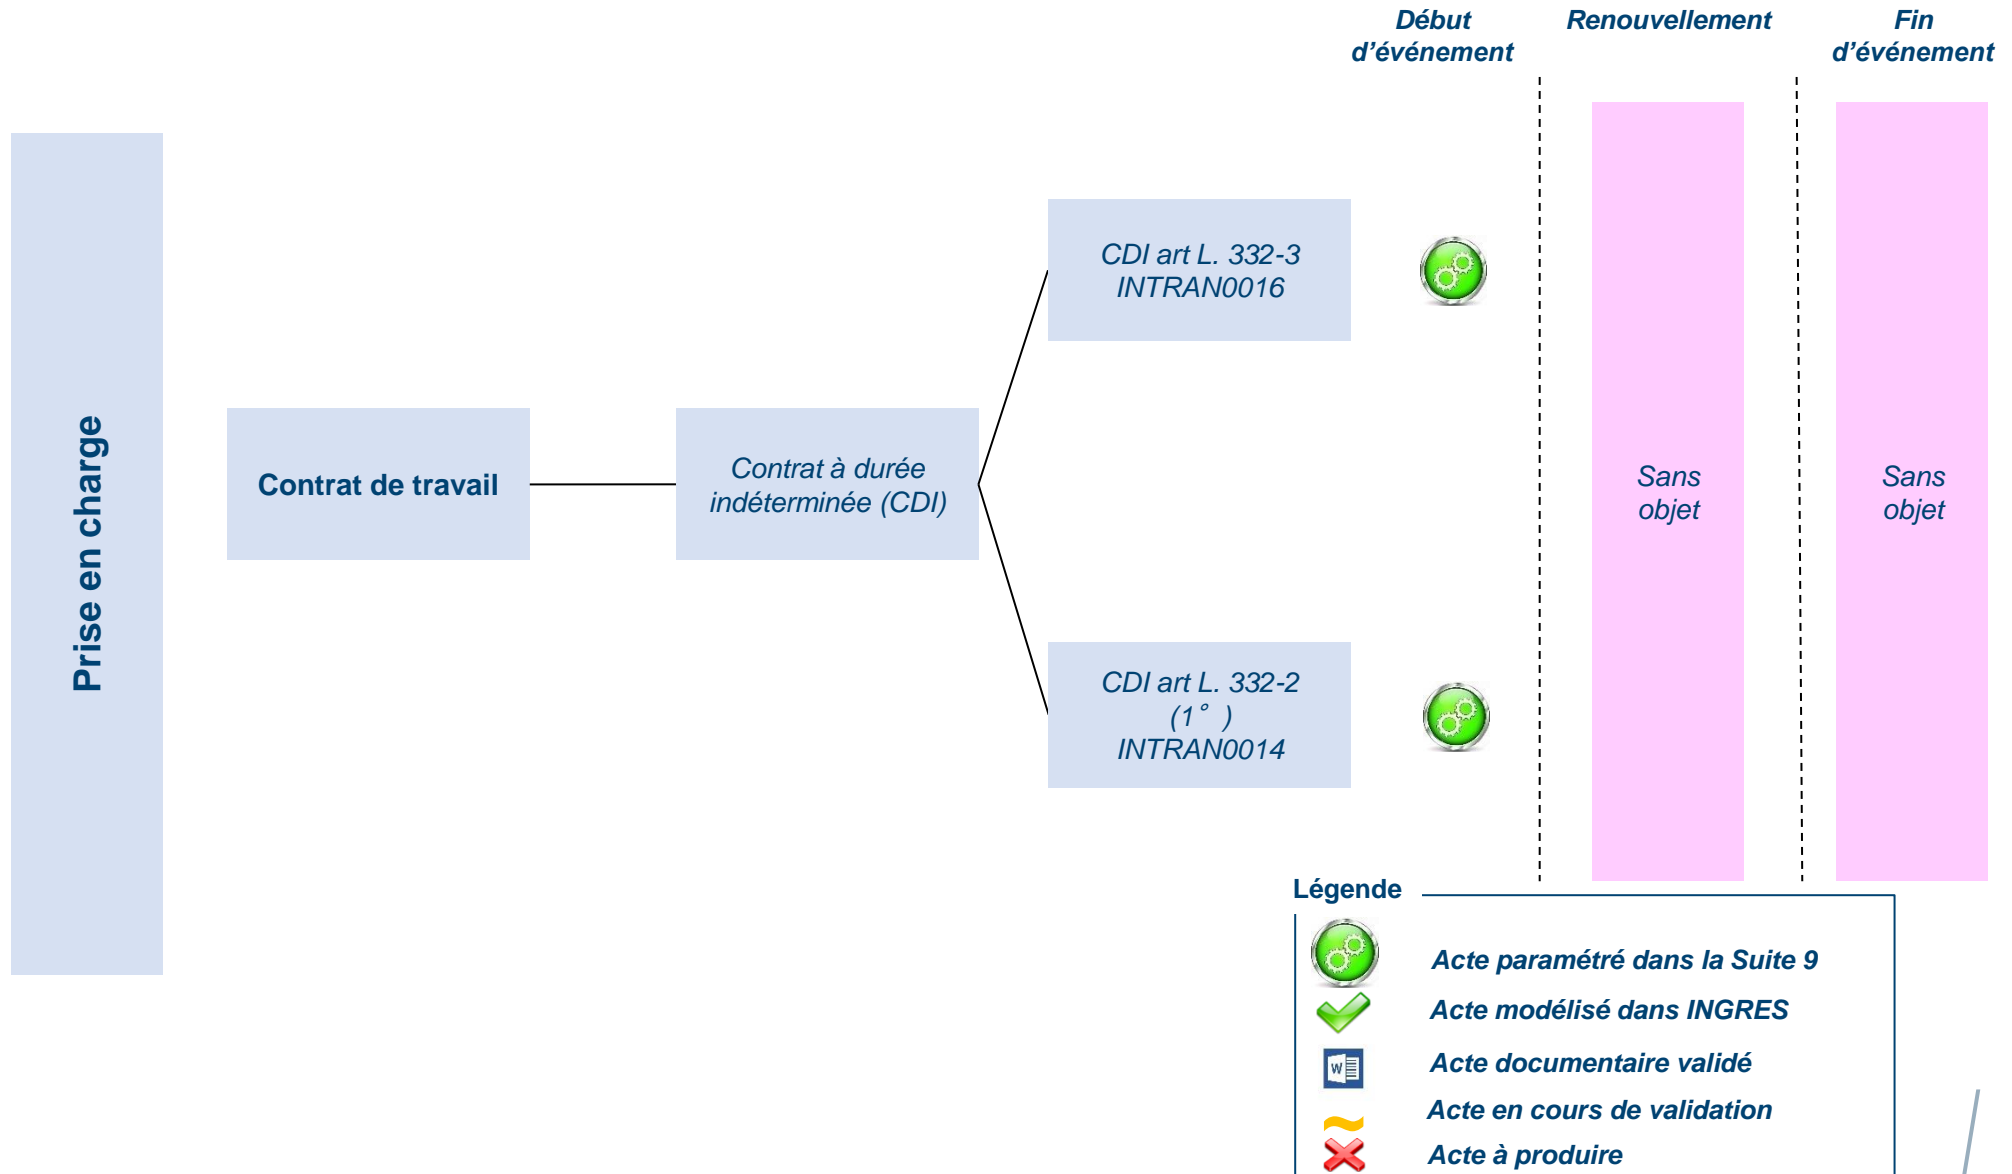 Début
d’événement
Renouvellement
Fin
d’événement
Prise en charge
Contrat de travail
Contrat à durée
indéterminée (CDI)
CDI art L. 332-3
INTRAN0016
CDI art L. 332-2
(1° )
INTRAN0014
Sans
objet
Sans
objet
Légende
Acte paramétré dans la Suite 9
Acte modélisé dans INGRES
W
Acte documentaire validé
Acte en cours de validation
Acte à produire